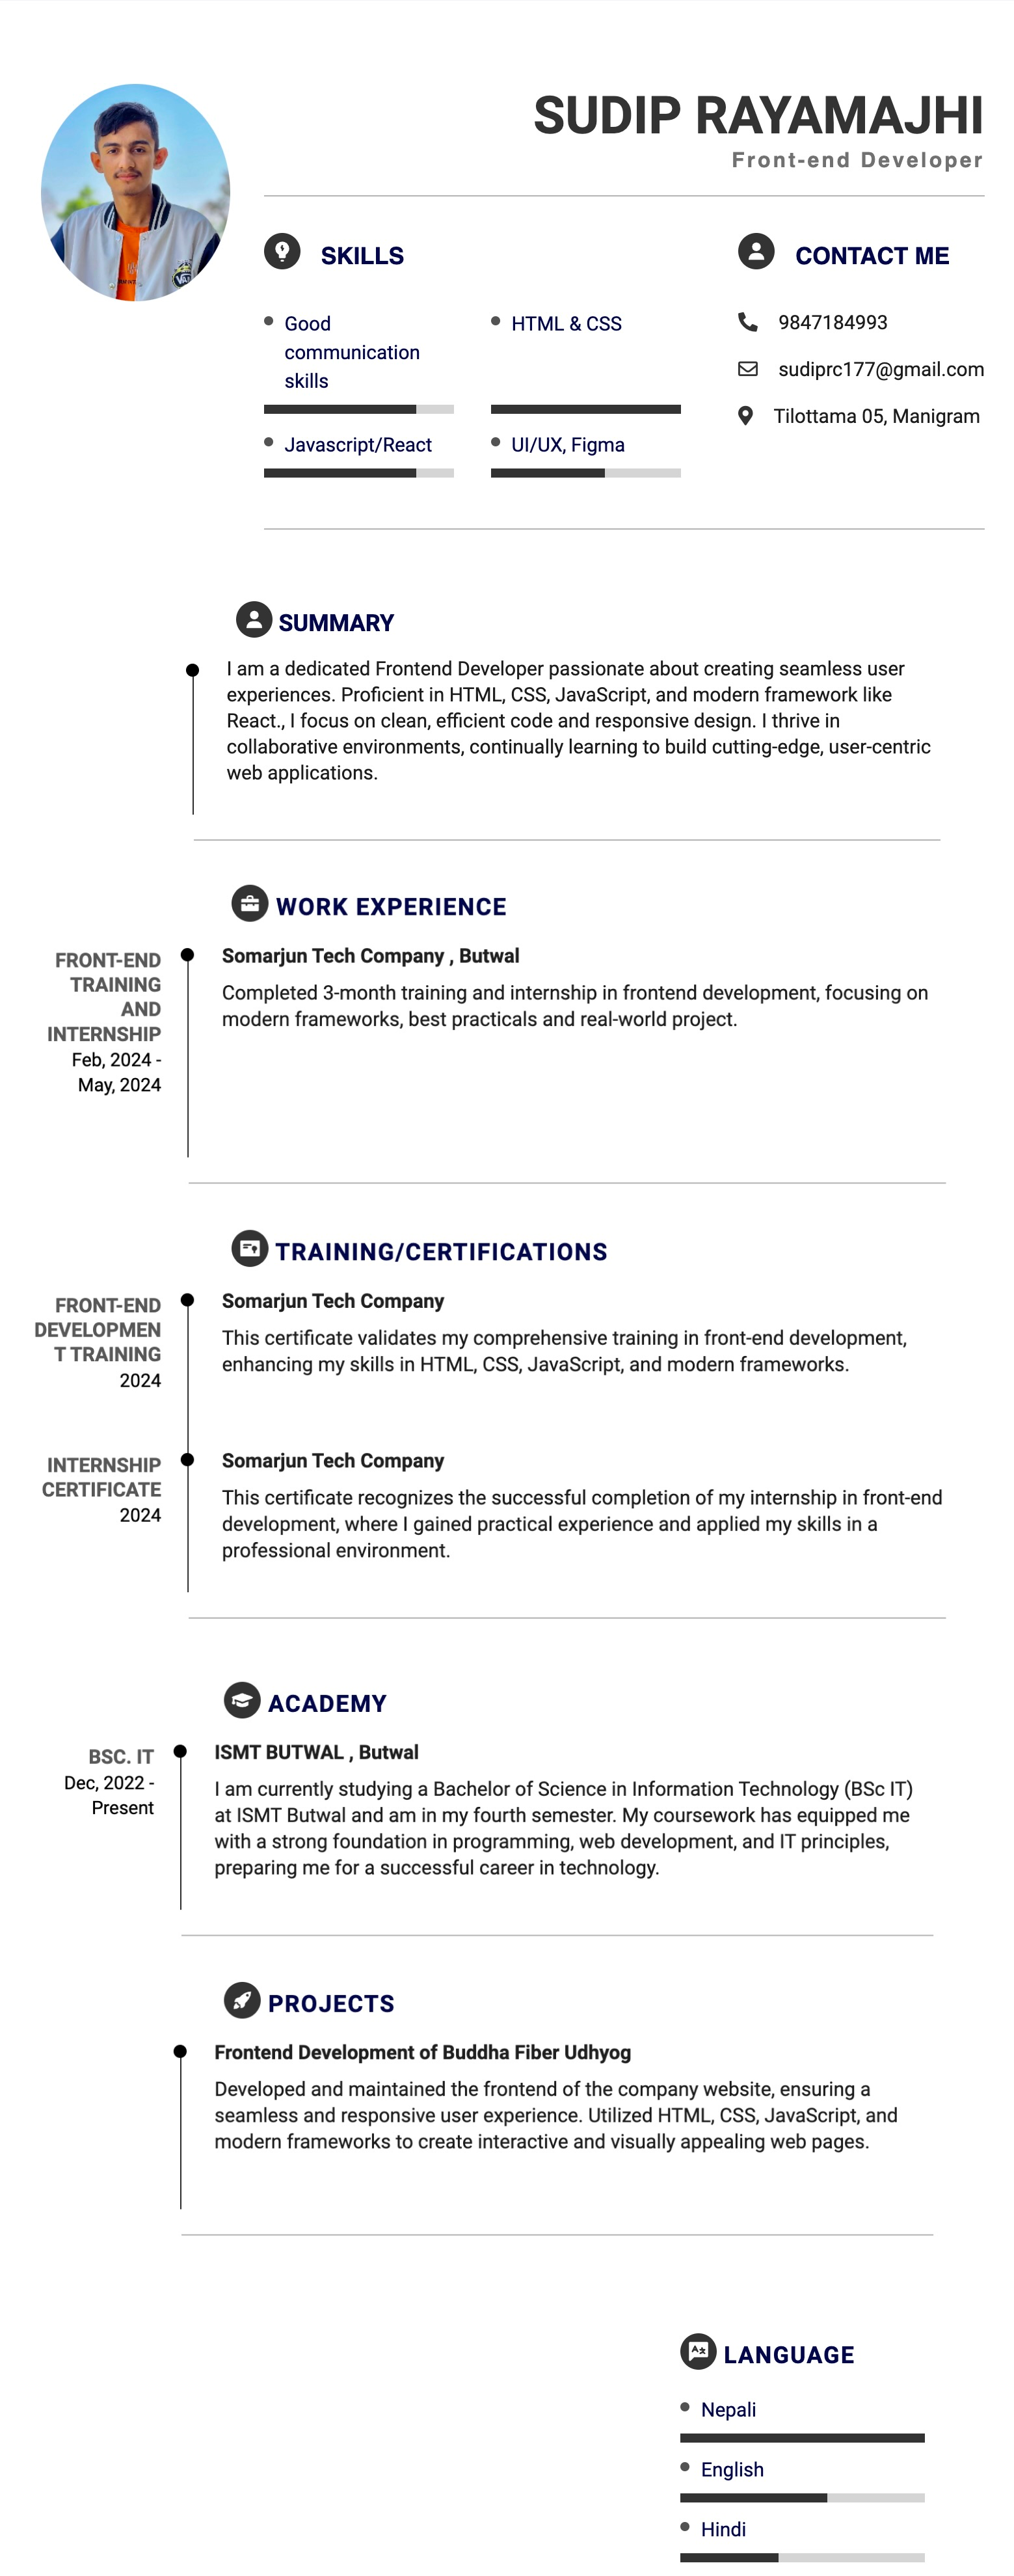 SUDIP RAYAMAJHI
Front-end Developer
SKILLS
Good
communication
skills
HTML & CSS
Javascript/React
UI/UX, Figma
CONTACT ME
9847184993
sudiprc177@gmail.com
Tilottama 05, Manigram
SUMMARY
I am a dedicated Frontend Developer passionate about creating seamless user
experiences. Proficient in HTML, CSS, JavaScript, and modern framework like
React., I focus on clean, efficient code and responsive design. I thrive in
collaborative environments, continually learning to build cutting-edge, user-centric
web applications.
WORK EXPERIENCE
FRONT-END
TRAINING
AND
INTERNSHIP
Feb, 2024 -
May, 2024
Somarjun Tech Company , Butwal
Completed 3-month training and internship in frontend development, focusing on
modern frameworks, best practicals and real-world project.
TRAINING/CERTIFICATIONS
FRONT-END
DEVELOPMEN
T TRAINING
2024
Somarjun Tech Company
This certificate validates my comprehensive training in front-end development,
enhancing my skills in HTML, CSS, JavaScript, and modern frameworks.
INTERNSHIP
CERTIFICATE
2024
Somarjun Tech Company
This certificate recognizes the successful completion of my internship in front-end
development, where I gained practical experience and applied my skills in a
professional environment.
ACADEMY
BSC. IT
Dec, 2022 -
Present
ISMT BUTWAL , Butwal
I am currently studying a Bachelor of Science in Information Technology (BSc IT)
at ISMT Butwal and am in my fourth semester. My coursework has equipped me
with a strong foundation in programming, web development, and IT principles,
preparing me for a successful career in technology.
PROJECTS
Frontend Development of Buddha Fiber Udhyog
Developed and maintained the frontend of the company website, ensuring a
seamless and responsive user experience. Utilized HTML, CSS, JavaScript, and
modern frameworks to create interactive and visually appealing web pages.
LANGUAGE
Nepali
English
Hindi